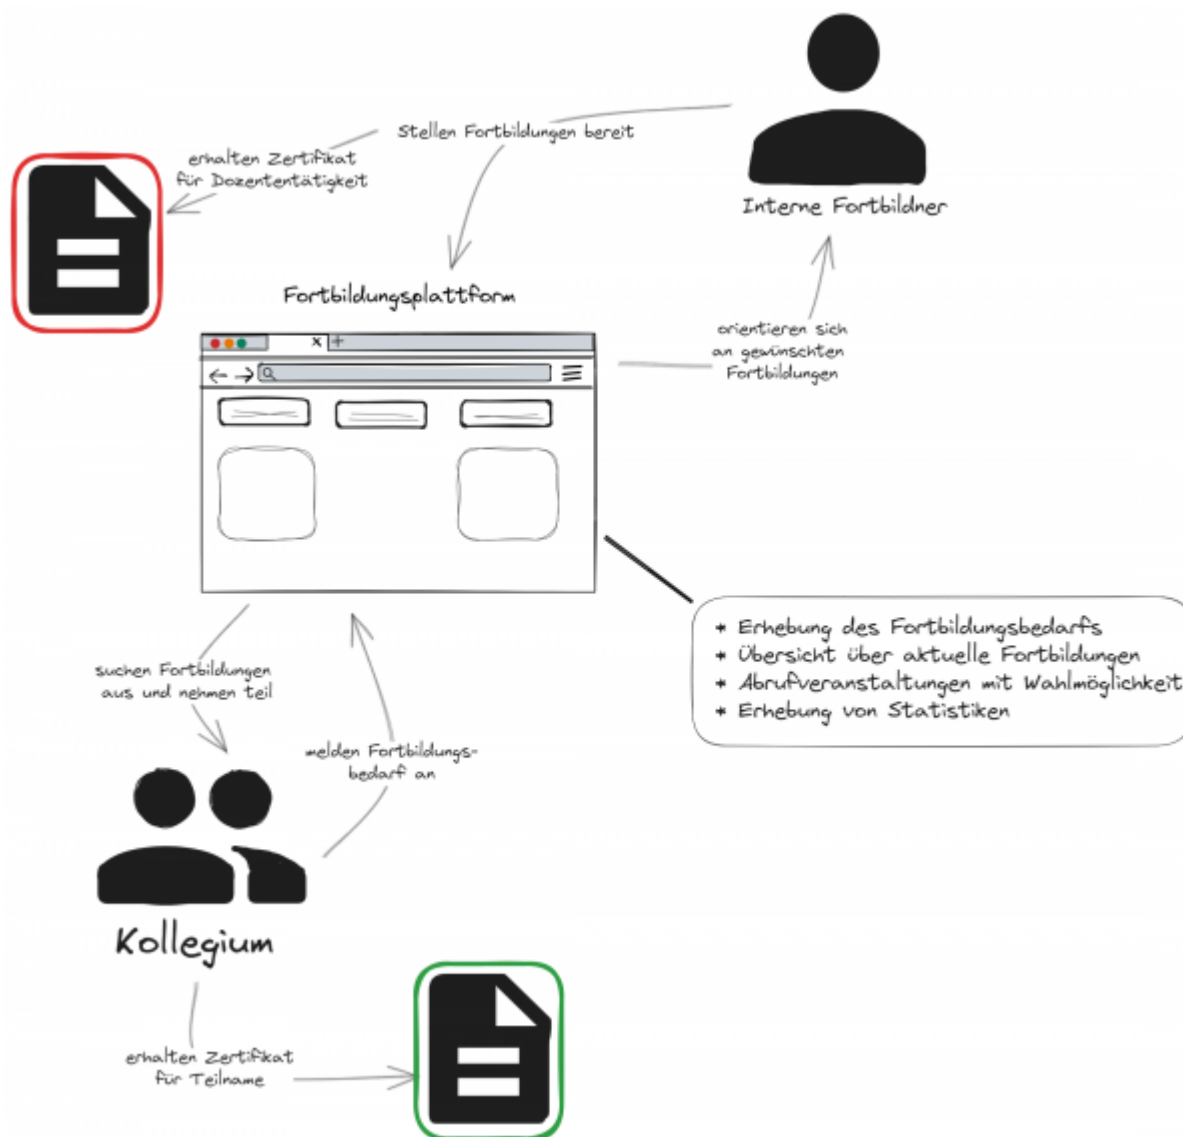 Stellen Fortbildungen bereit
erhalten Zertifikat
für Dozententätigkeit
Interne Fortbildner
Fortbildungsplattform
X +
orientieren sich
an gewünschten
Fortbildungen
* Erhebung des Fortbildungsbedarfs
* Übersicht über aktuelle Fortbildungen
* Abrufveranstaltungen mit Wahlmöglichkeit
* Erhebung von Statistiken
suchen Fortbildungen
aus und nehmen teil
melden Fortbildungs-
bedarf an
Kollegium
erhalten Zertifikat
für Teilname